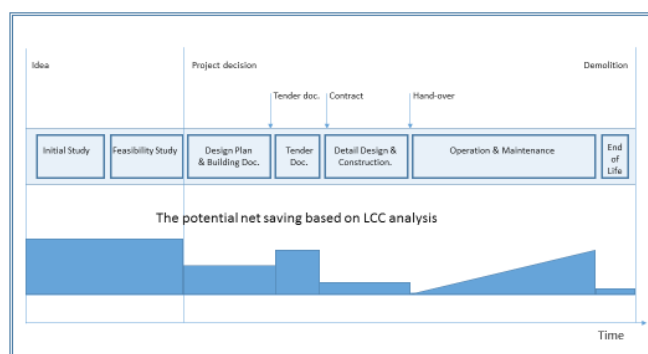 Idea
Project decision
Demolition
Tender doc.
Contract
Hand-over
Initial Study
Feasibility Study
Design Plan
& Building Doc.
Tender
Doc.
Detail Design &
Construction.
Operation & Maintenance
End
of
Life
The potential net saving based on LCC analysis
Time